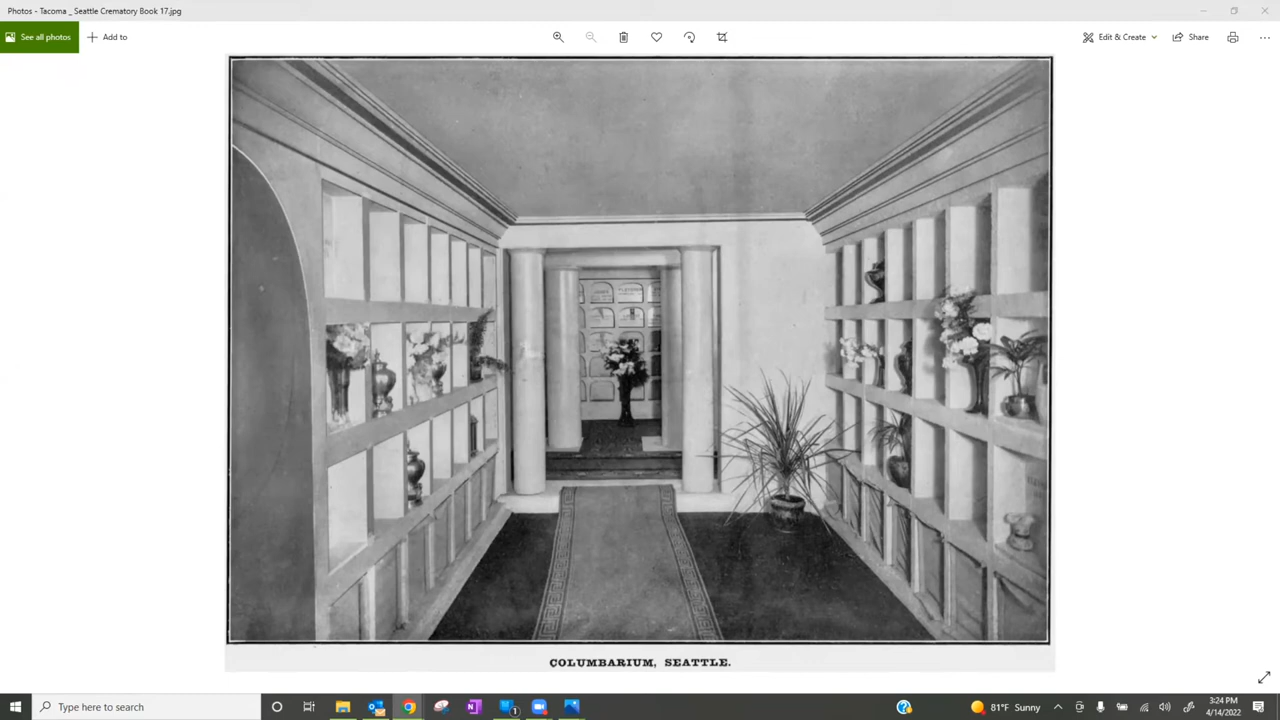 Photos - Tacoma _ Seattle Crematory Book 17.jpg
See all photos
Add to
Edit & Create
Share
COLUMBARIUM, SEATTLE.
Type here to search
81°F Sunny
3:24 PM
4/14/2022